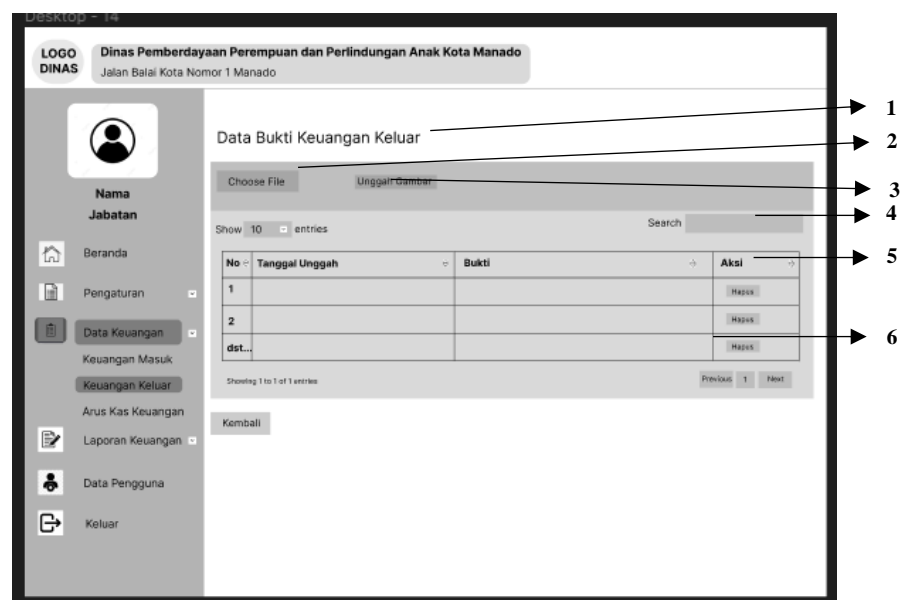 Desktop - 14
LOGO DINAS
Dinas Pemberdayaan Perempuan dan Perlindungan Anak Kota Manado
Jalan Balai Kota Nomor 1 Manado
Nama
Jabatan
Beranda
Pengaturan
Data Keuangan
Keuangan Masuk
Keuangan Keluar
Arus Kas Keuangan
Laporan Keuangan
Data Pengguna
Keluar
Data Bukti Keuangan Keluar
Choose File Unggah Gambar
Show 10 entries Search
No Tanggal Unggah Bukti Aksi
1 Hapus
2 Hapus
dst... Hapus
Showing 1 to 1 of 1 entries Previous 1 Next
Kembali
1
2
3
4
5
6